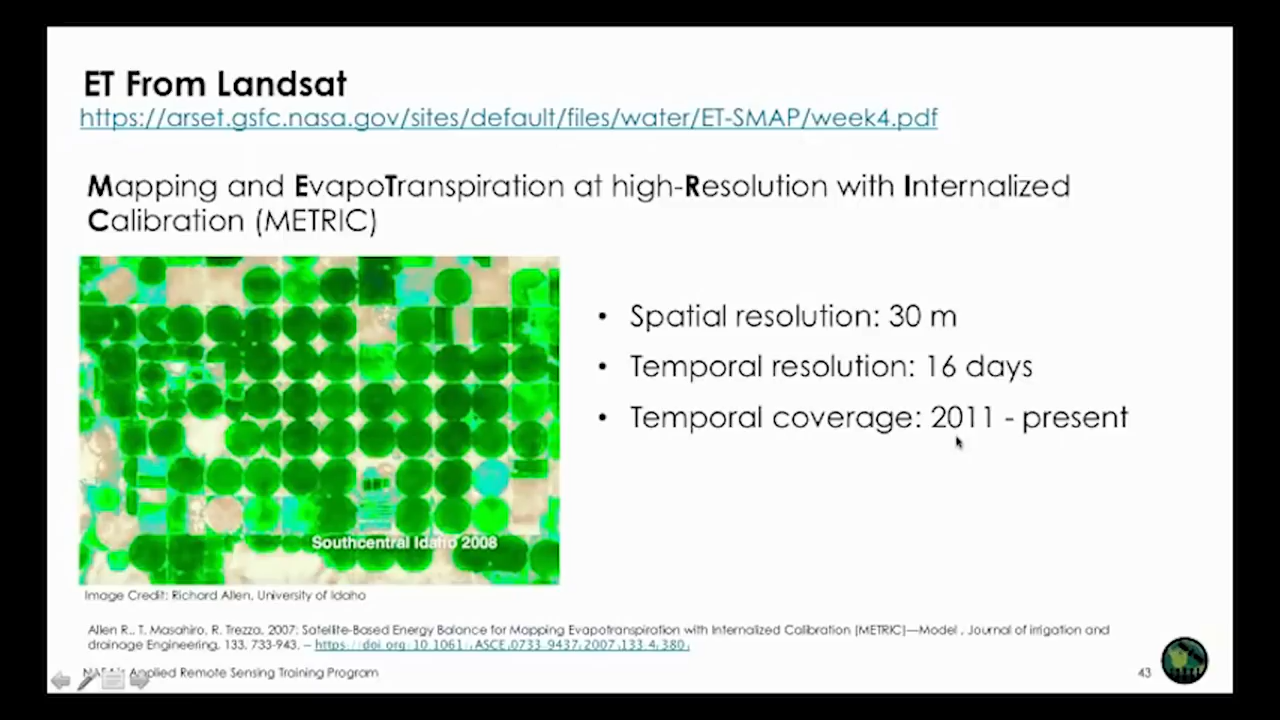 ET From Landsat
https://arset.gsfc.nasa.gov/sites/default/files/water/ET-SMAP/week4.pdf
Mapping and EvapoTranspiration at high-Resolution with Internalized
Calibration (METRIC)
• Spatial resolution: 30 m
• Temporal resolution: 16 days
• Temporal coverage: 2011 - present
Southcentral Idaho 2008
Image Credit: Richard Allen, University of Idaho
Allen R., T. Masahiro, R. Trezza, 2007: Satellite-Based Energy Balance for Mapping Evapotranspiration with Internalized Calibration (METRIC)—Model , Journal of irrigation and
drainage Engineering, 133, 733-943. – https://doi.org/10.1061/(ASCE)0733-9437(2007)133:4(380)
NASA's Applied Remote Sensing Training Program
43